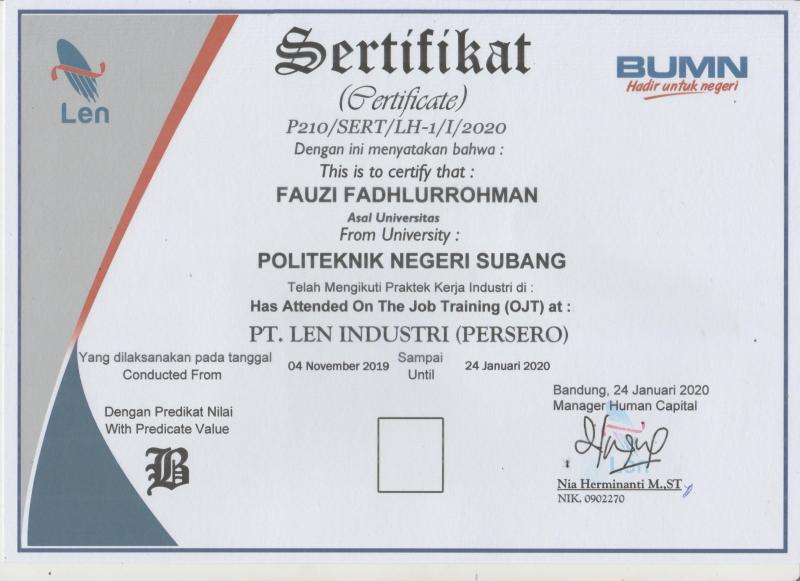 Len
Sertifikat
BUMN
Hadir untuk negeri
(Certificate)
P210/SERT/LH-1/I/2020
Dengan ini menyatakan bahwa :
This is to certify that :
FAUZI FADHLURROHMAN
Asal Universitas
From University :
POLITEKNIK NEGERI SUBANG
Telah Mengikuti Praktek Kerja Industri di :
Has Attended On The Job Training (OJT) at :
PT. LEN INDUSTRI (PERSERO)
Yang dilaksanakan pada tanggal 04 November 2019 Sampai 24 Januari 2020
Conducted From Until
Bandung, 24 Januari 2020
Manager Human Capital
Dengan Predikat Nilai
With Predicate Value
B
Len
Nia Herminanti M.,ST
NIK. 0902270